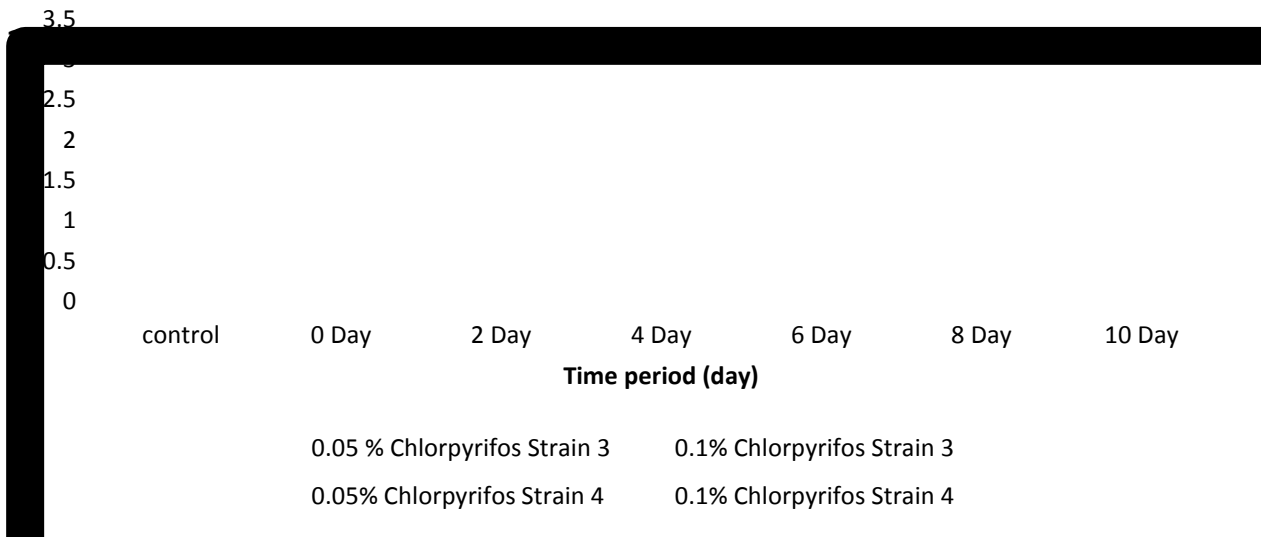 3.5
2.5
2
1.5
1
0.5
0
control 0 Day 2 Day 4 Day 6 Day 8 Day 10 Day
Time period (day)
0.05 % Chlorpyrifos Strain 3 0.1% Chlorpyrifos Strain 3
0.05% Chlorpyrifos Strain 4 0.1% Chlorpyrifos Strain 4